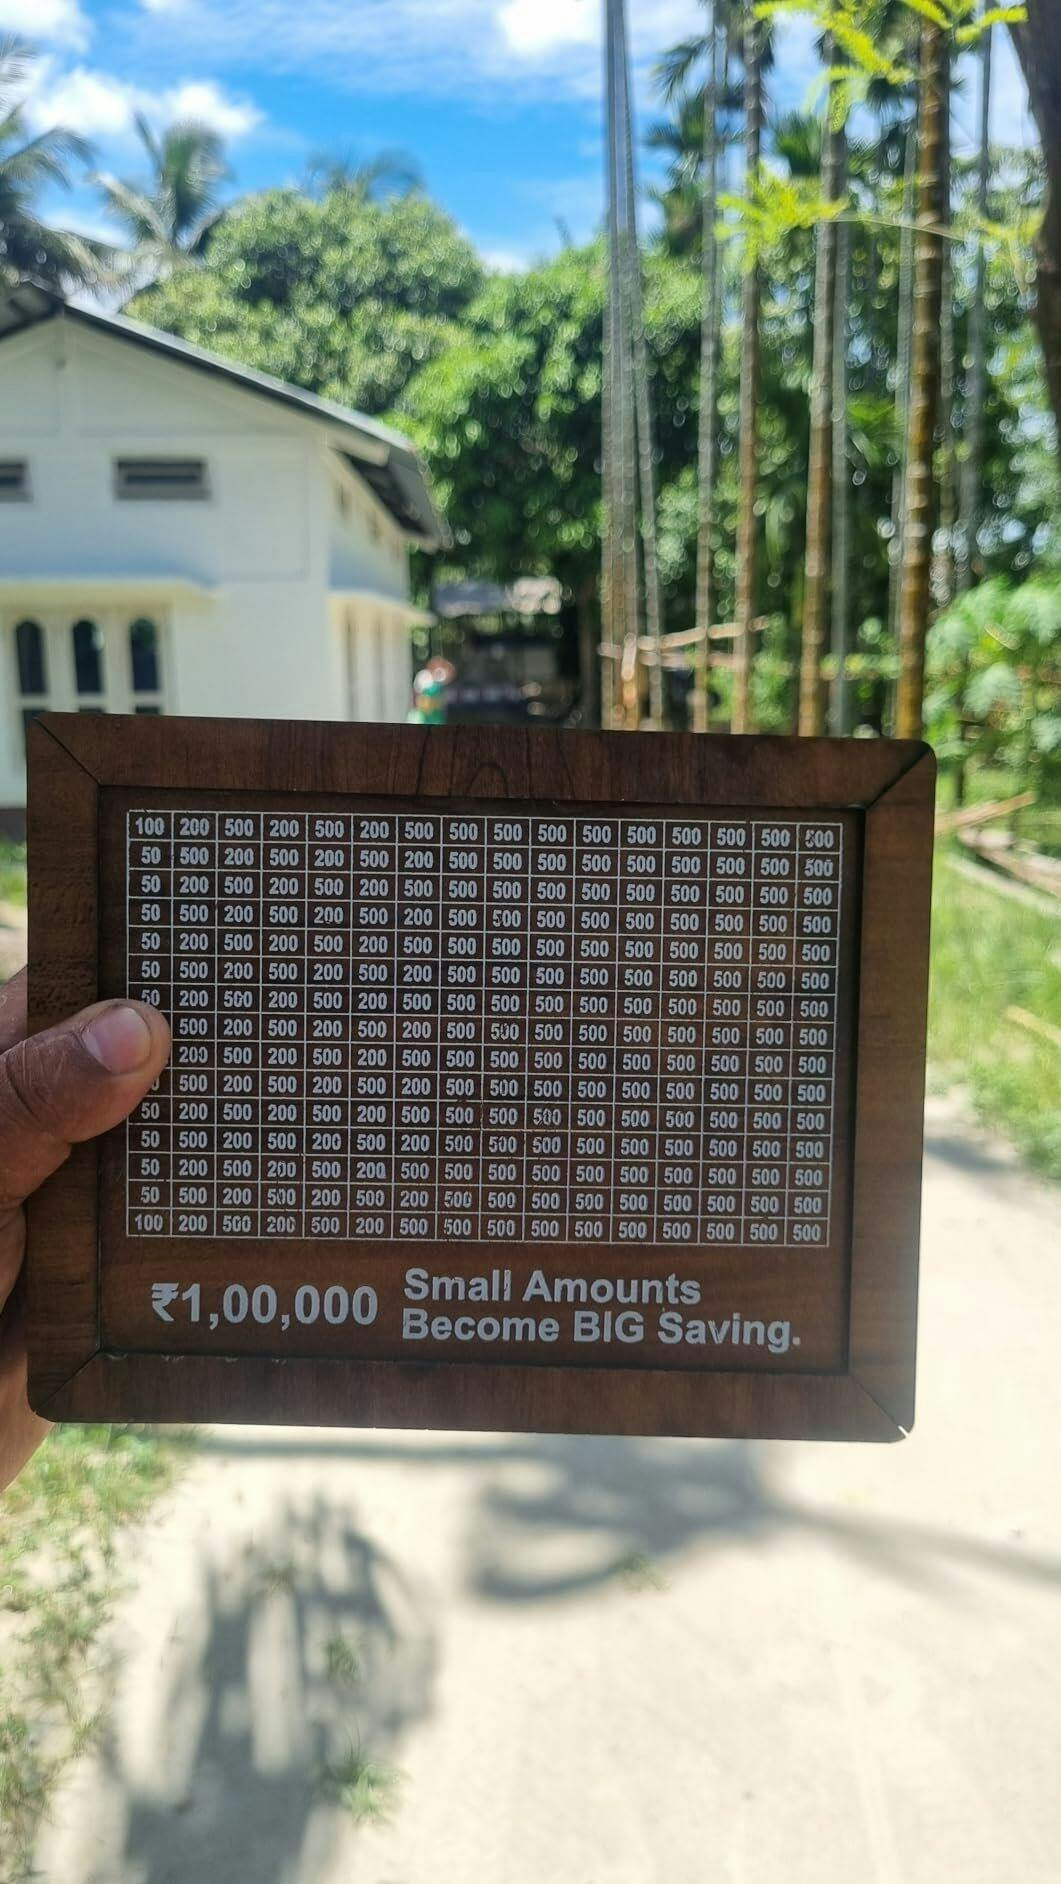 100 200 500 200 500 200 500 500 500 500 500 500 500 500 500 500
50 500 200 500 200 500 200 500 500 500 500 500 500 500 500 500
50 200 500 200 500 200 500 500 500 500 500 500 500 500 500 500
50 500 200 500 200 500 200 500 500 500 500 500 500 500 500 500
50 200 500 200 500 200 500 500 500 500 500 500 500 500 500 500
50 500 200 500 200 500 200 500 500 500 500 500 500 500 500 500
50 200 500 200 500 200 500 500 500 500 500 500 500 500 500 500
500 200 500 200 500 200 500 500 500 500 500 500 500 500 500
200 500 200 500 200 500 500 500 500 500 500 500 500 500 500
500 200 500 200 500 200 500 500 500 500 500 500 500 500 500
50 200 500 200 500 200 500 500 500 500 500 500 500 500 500 500
50 500 200 500 200 500 200 500 500 500 500 500 500 500 500 500
50 200 500 200 500 200 500 500 500 500 500 500 500 500 500 500
50 500 200 500 200 500 200 500 500 500 500 500 500 500 500 500
100 200 500 200 500 200 500 500 500 500 500 500 500 500 500 500
₹1,00,000
Small Amounts
Become BIG Saving.